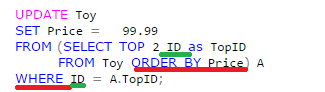 UPDATE Toy
SET Price = 99.99
FROM (SELECT TOP 2 ID as TopID
FROM Toy ORDER BY Price) A
WHERE ID = A.TopID;